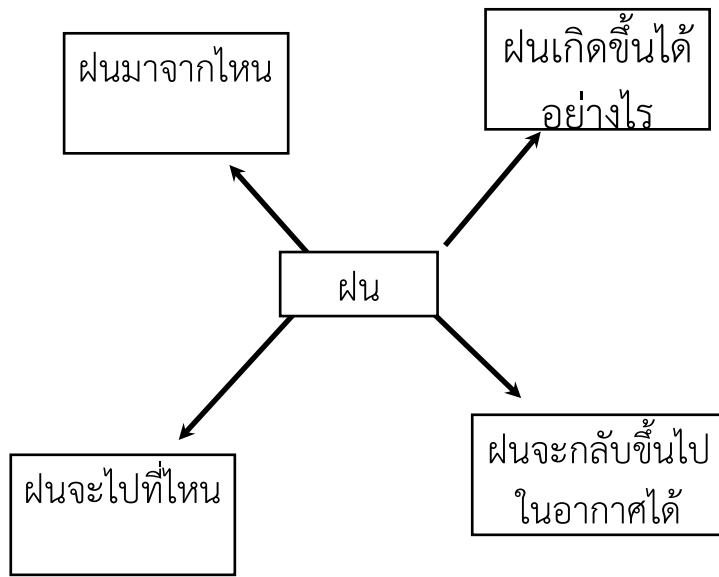 ฝนมาจากไหน
ฝนเกิดขึ้นได้
อย่างไร
ฝน
ฝนจะไปที่ไหน
ฝนจะกลับขึ้นไป
ในอากาศได้